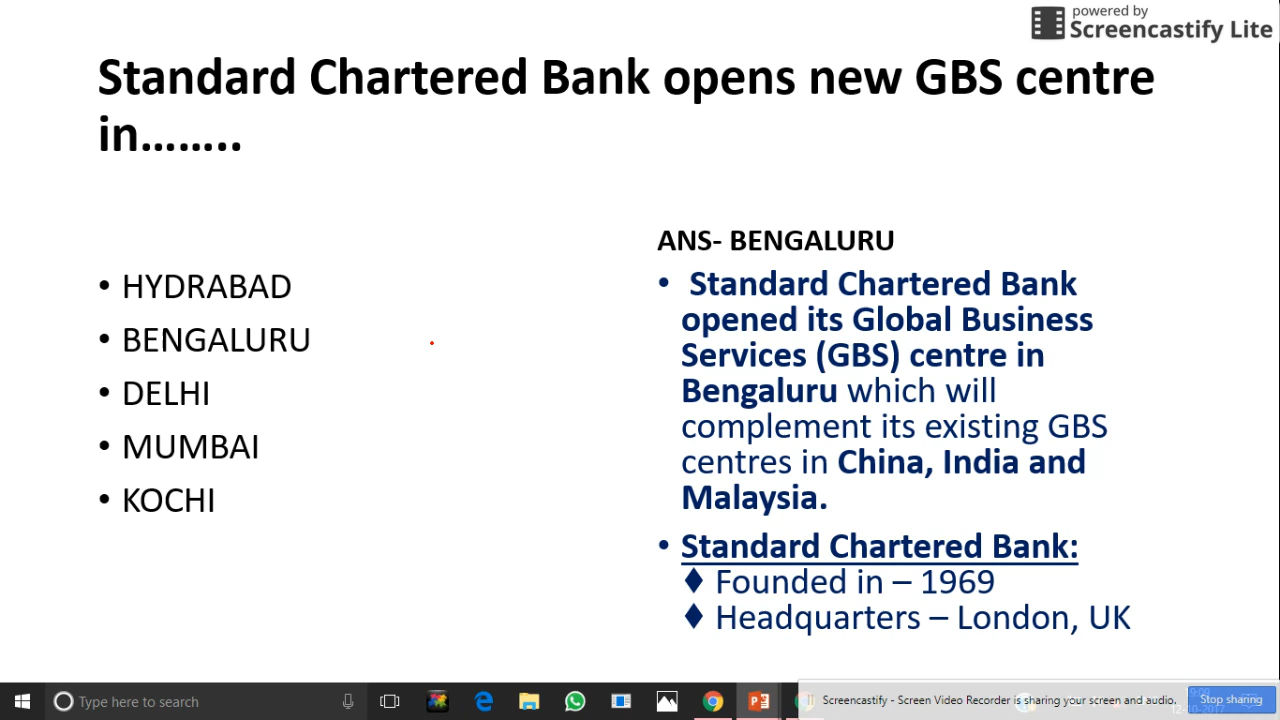 powered by
Screencastify Lite
Standard Chartered Bank opens new GBS centre
in……..
• HYDRABAD
• BENGALURU
• DELHI
• MUMBAI
• KOCHI
ANS- BENGALURU
• Standard Chartered Bank
opened its Global Business
Services (GBS) centre in
Bengaluru which will
complement its existing GBS
centres in China, India and
Malaysia.
• Standard Chartered Bank:
♦ Founded in – 1969
♦ Headquarters – London, UK
Type here to search
Screencastify - Screen Video Recorder is sharing your screen and audio.
Stop sharing
12-10-2017